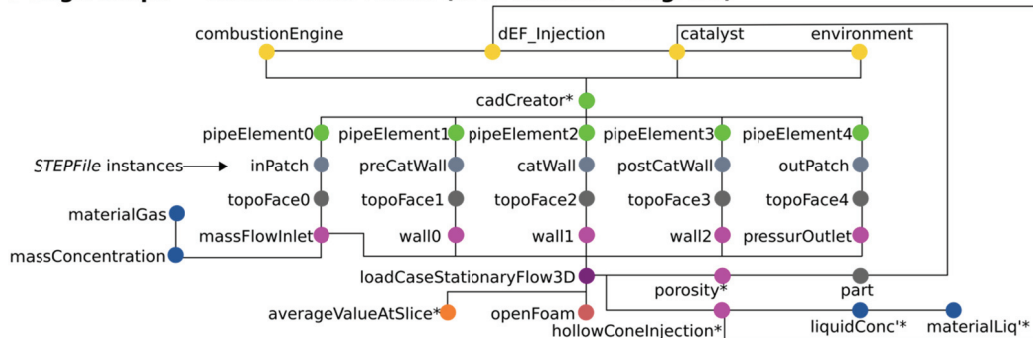 combustionEngine dEF_Injection catalyst environment
cadCreator*
pipeElement0 pipeElement1 pipeElement2 pipeElement3 pipeElement4
STEPFile instances inPatch preCatWall catWall postCatWall outPatch
topoFace0 topoFace1 topoFace2 topoFace3 topoFace4
materialGas
massFlowInlet wall0 wall1 wall2 pressurOutlet
massConcentration
loadCaseStationaryFlow3D porosity* part
averageValueAtSlice* openFoam
hollowConeInjection* liquidConc'* materialLiq'*